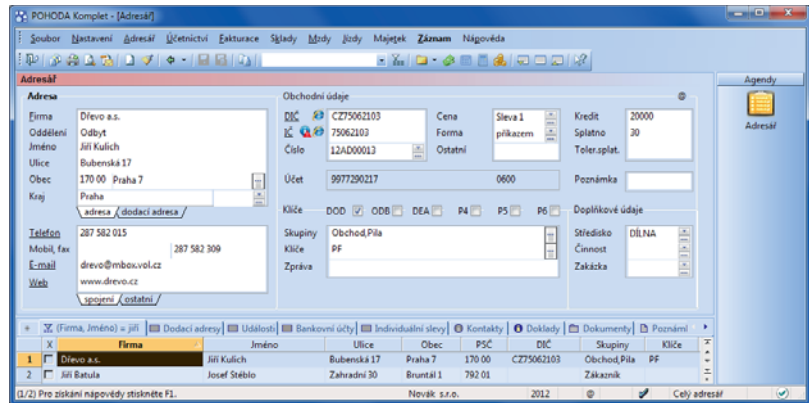 POHODA Komplet - [Adresář]
Soubor Nastavení Adresář Účetnictví Fakturace Sklady Mzdy Jízdy Majetek Záznam Nápověda
Adresář
Agendy
Adresář
Adresa
Firma Dřevo a.s.
Oddělení Odbyt
Jméno Jiří Kulich
Ulice Bubenská 17
Obec 170 00 Praha 7
Kraj Praha
adresa dodací adresa
Telefon 287 582 015
Mobil, fax 287 582 309
E-mail drevo@mbox.vol.cz
Web www.drevo.cz
spojení ostatní
Obchodní údaje @
DIČ CZ75062103 Cena Sleva 1 Kredit 20000
IČ 75062103 Forma příkazem Splatno 30
Číslo 12AD00013 Ostatní Toler.splat.
Účet 9977290217 0600 Poznámka
Klíče DOD ODB DEA P4 P5 P6 Doplňkové údaje
Skupiny Obchod,Pila Středisko DÍLNA
Klíče PF Činnost
Zpráva Zakázka
(Firma, Jméno) = jiří Dodací adresy Události Bankovní účty Individuální slevy Kontakty Doklady Dokumenty Poznámk
X Firma Jméno Ulice Obec PSČ DIČ Skupiny Klíče
1 Dřevo a.s. Jiří Kulich Bubenská 17 Praha 7 170 00 CZ75062103 Obchod,Pila PF
2 Jiří Batula Josef Stéblo Zahradní 30 Bruntál 1 792 01 Zákazník
(1/2) Pro získání nápovědy stiskněte F1. Novák s.r.o. 2012 @ Celý adresář